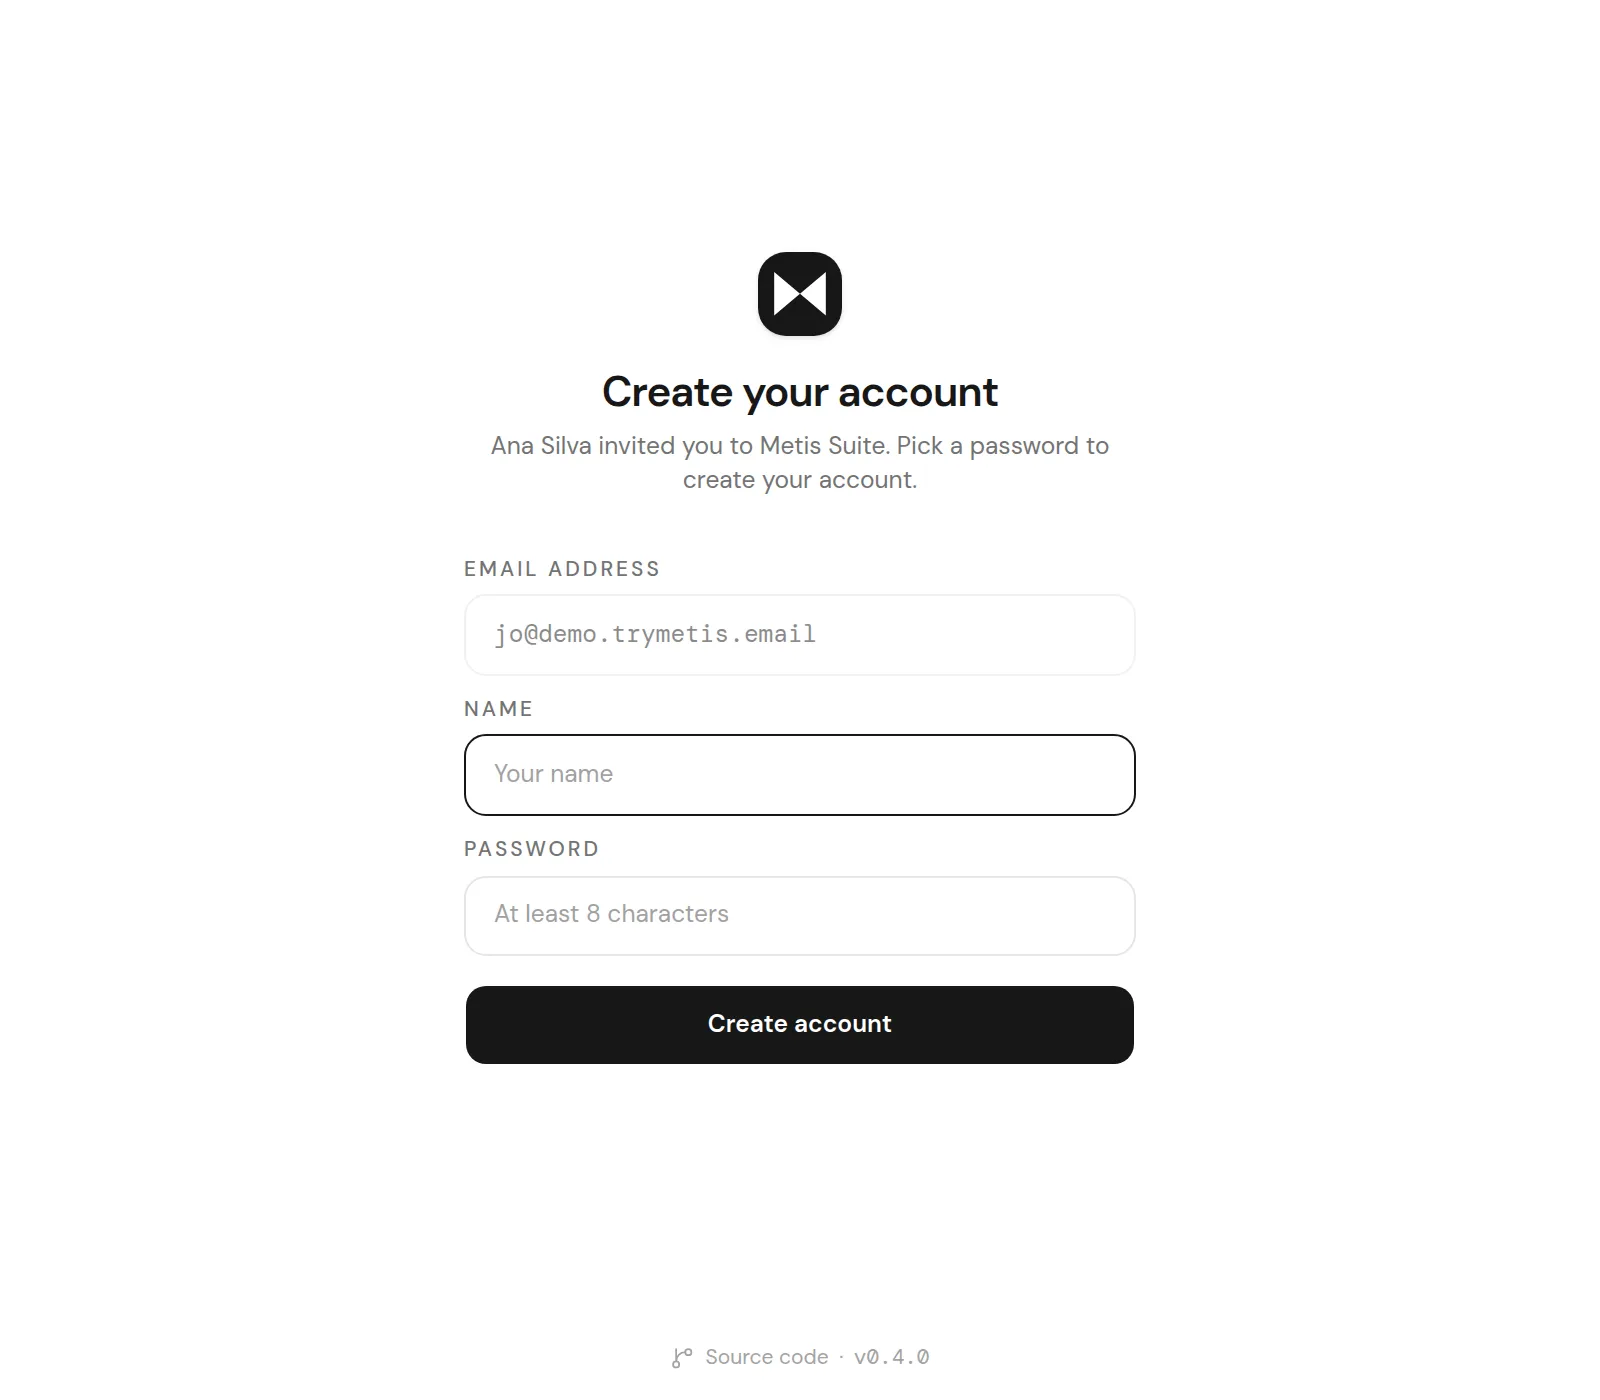 Create your account
Ana Silva invited you to Metis Suite. Pick a password to
create your account.
EMAIL ADDRESS
jo@demo.trymetis.email
NAME
Your name
PASSWORD
At least 8 characters
Create account
Source code · v0.4.0